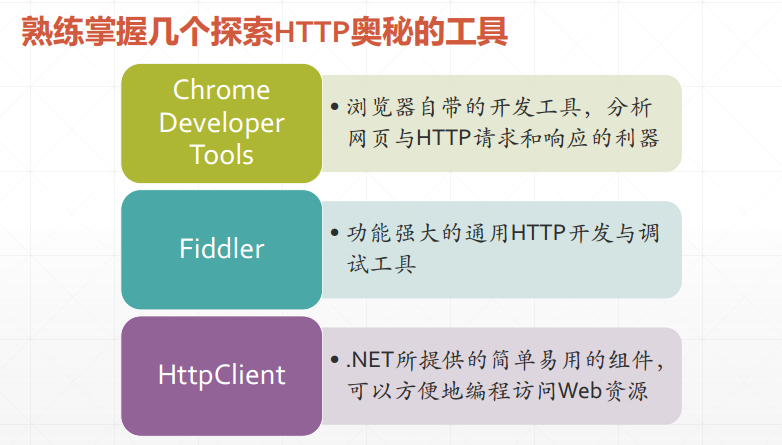 熟练掌握几个探索HTTP奥秘的工具
Chrome
Developer
Tools
• 浏览器自带的开发工具，分析
网页与HTTP请求和响应的利器
Fiddler
• 功能强大的通用HTTP开发与调
试工具
HttpClient
• .NET所提供的简单易用的组件，
可以方便地编程访问Web资源